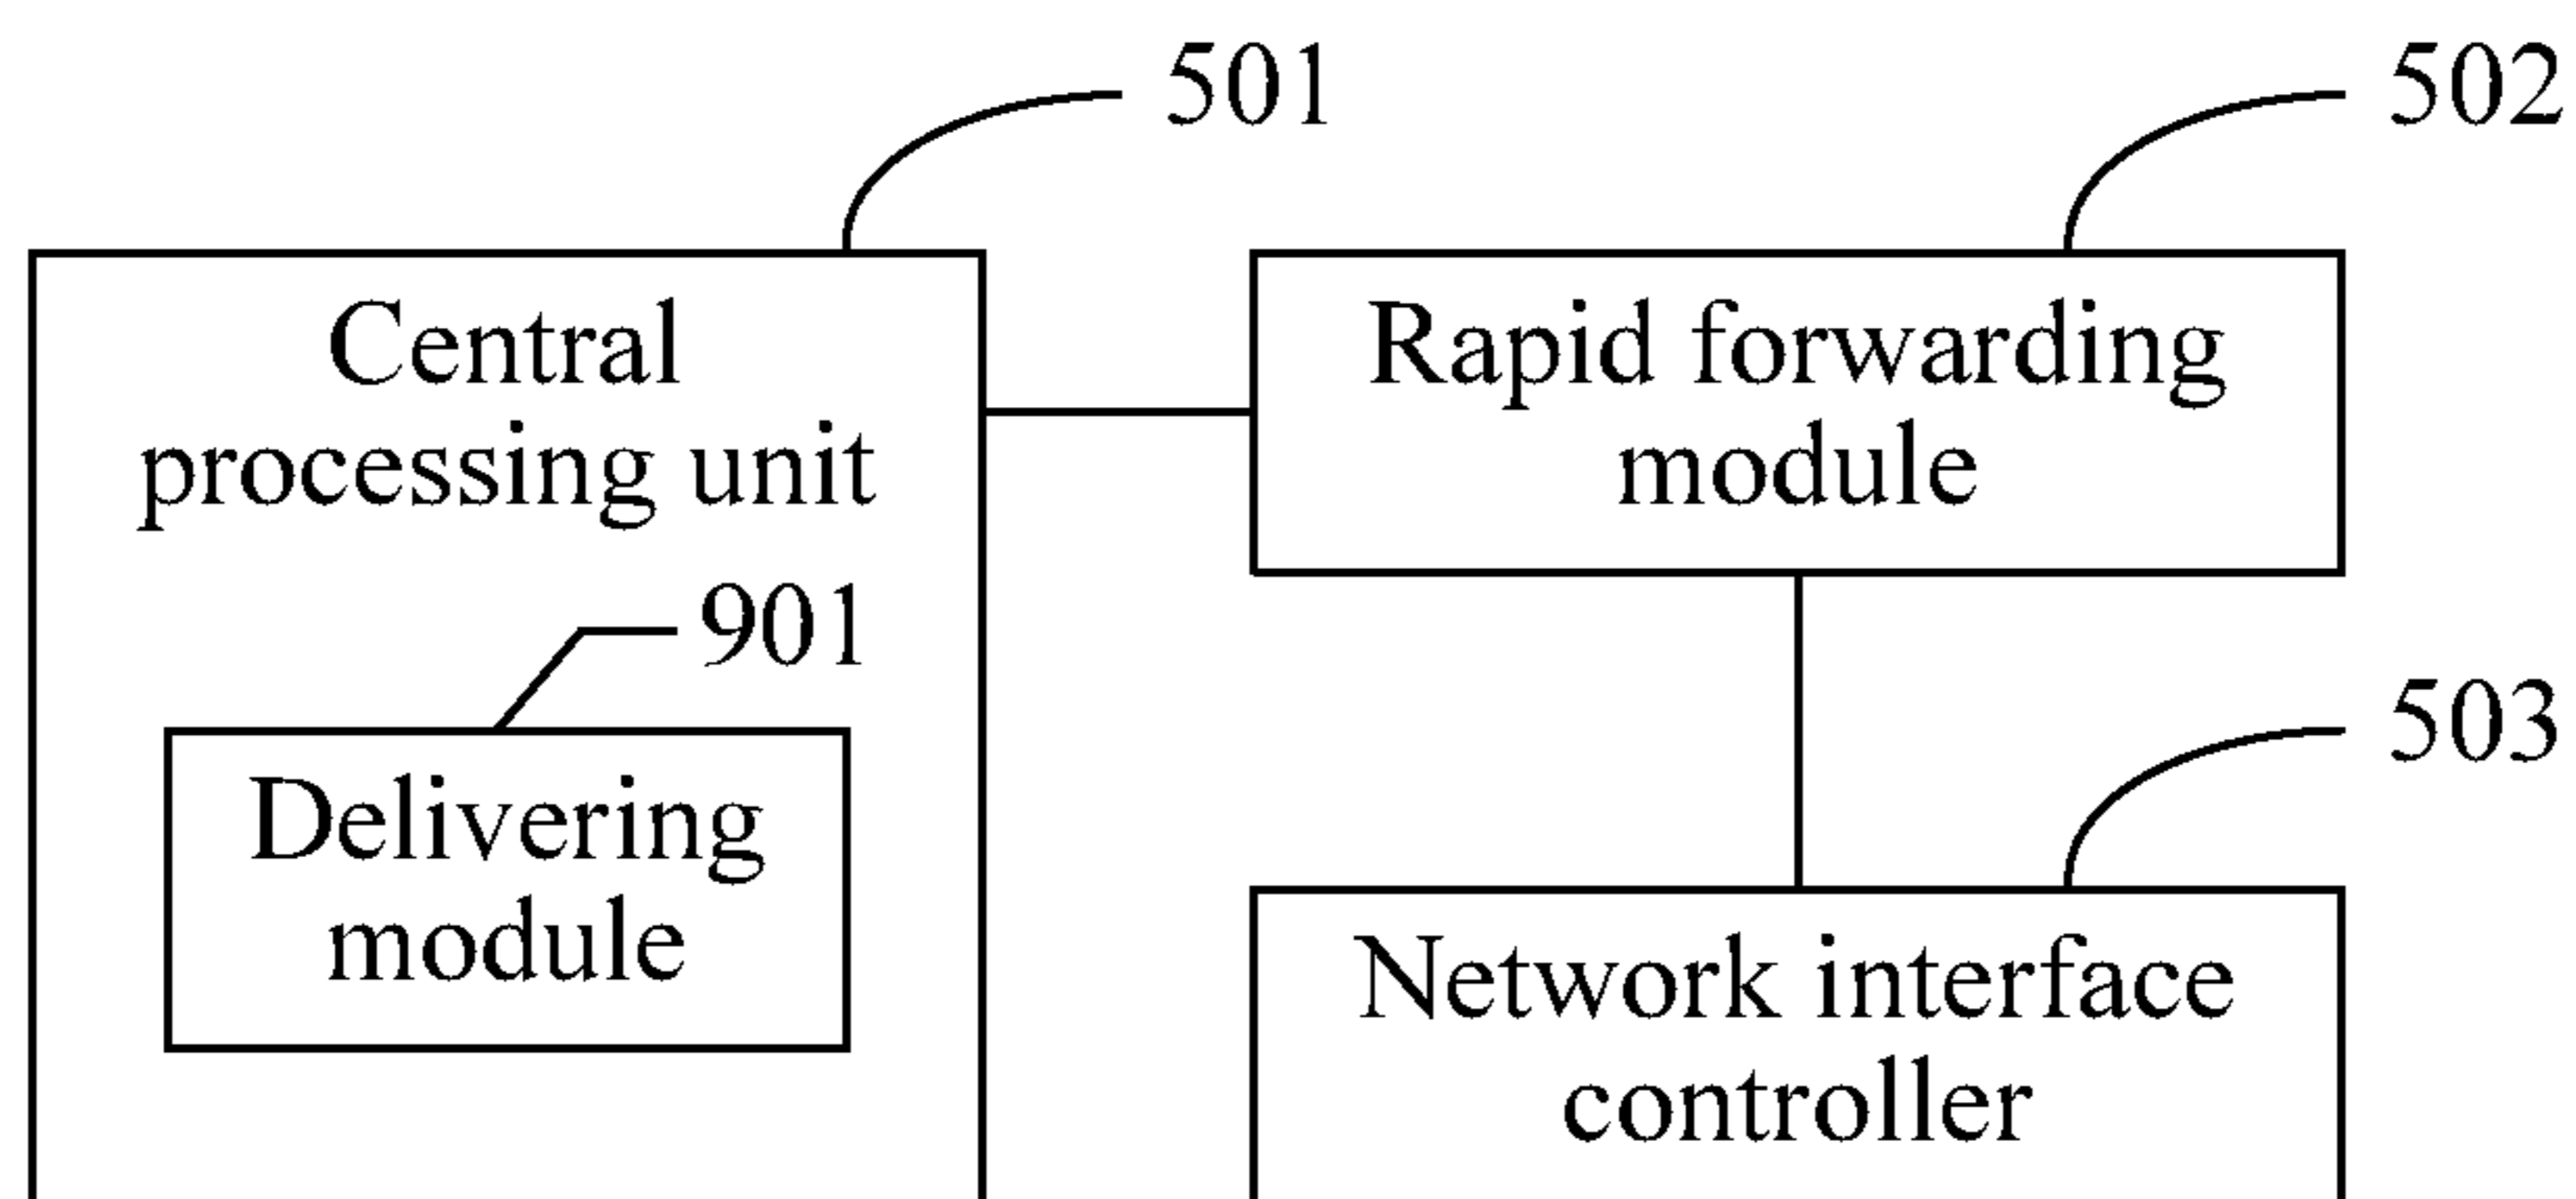 501
502
Central
processing unit
Rapid forwarding
module
901
Delivering
module
503
Network interface
controller